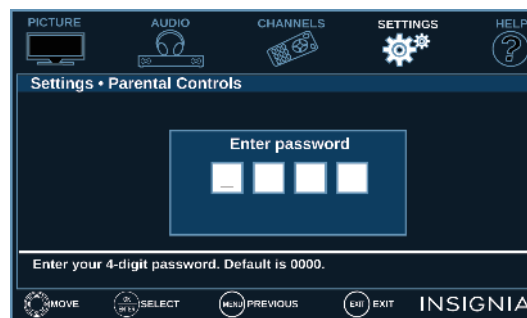 PICTURE AUDIO CHANNELS SETTINGS HELP
Settings • Parental Controls
Enter password
Enter your 4-digit password. Default is 0000.
MOVE OK ENTER SELECT MENU PREVIOUS EXIT EXIT INSIGNIA